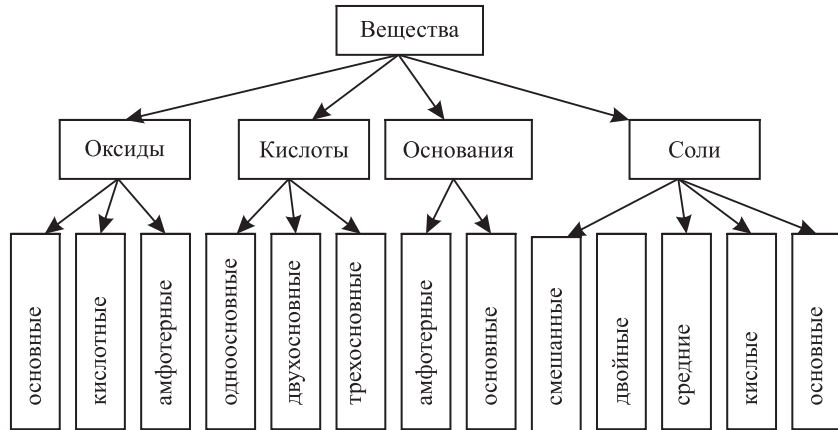 Вещества
Оксиды
Кислоты
Основания
Соли
основные
кислотные
амфотерные
одноосновные
двухосновные
трехосновные
амфотерные
основные
смешанные
двойные
средние
кислые
основные